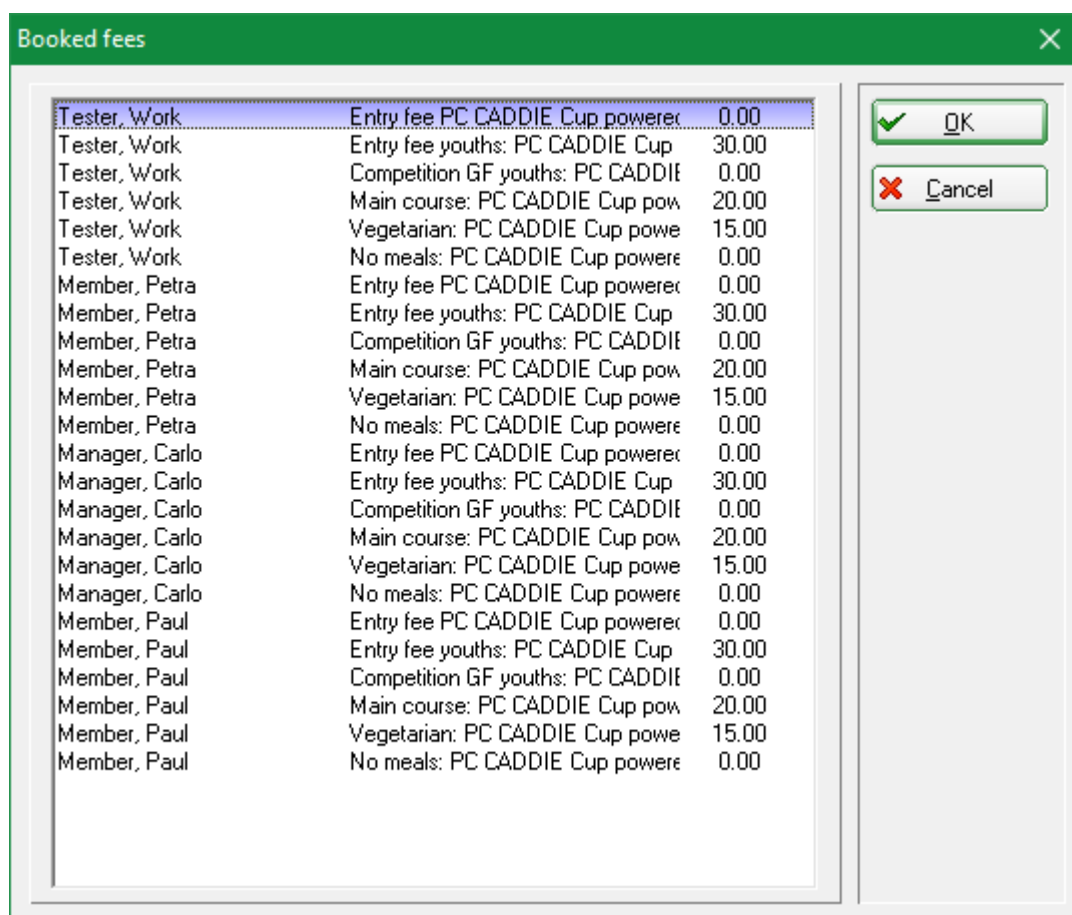 Booked fees
Tester, Work Entry fee PC CADDIE Cup powered 0.00
Tester, Work Entry fee youths: PC CADDIE Cup 30.00
Tester, Work Competition GF youths: PC CADDIE 0.00
Tester, Work Main course: PC CADDIE Cup pow 20.00
Tester, Work Vegetarian: PC CADDIE Cup powe 15.00
Tester, Work No meals: PC CADDIE Cup powere 0.00
Member, Petra Entry fee PC CADDIE Cup powered 0.00
Member, Petra Entry fee youths: PC CADDIE Cup 30.00
Member, Petra Competition GF youths: PC CADDIE 0.00
Member, Petra Main course: PC CADDIE Cup pow 20.00
Member, Petra Vegetarian: PC CADDIE Cup powe 15.00
Member, Petra No meals: PC CADDIE Cup powere 0.00
Manager, Carlo Entry fee PC CADDIE Cup powered 0.00
Manager, Carlo Entry fee youths: PC CADDIE Cup 30.00
Manager, Carlo Competition GF youths: PC CADDIE 0.00
Manager, Carlo Main course: PC CADDIE Cup pow 20.00
Manager, Carlo Vegetarian: PC CADDIE Cup powe 15.00
Manager, Carlo No meals: PC CADDIE Cup powere 0.00
Member, Paul Entry fee PC CADDIE Cup powered 0.00
Member, Paul Entry fee youths: PC CADDIE Cup 30.00
Member, Paul Competition GF youths: PC CADDIE 0.00
Member, Paul Main course: PC CADDIE Cup pow 20.00
Member, Paul Vegetarian: PC CADDIE Cup powe 15.00
Member, Paul No meals: PC CADDIE Cup powere 0.00
OK
Cancel